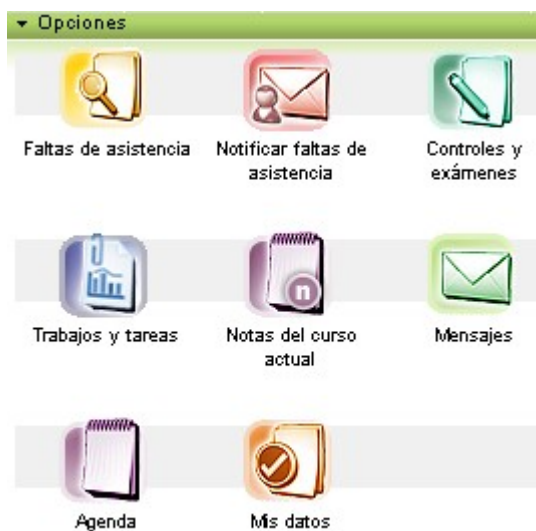 Opciones
Faltas de asistencia
Notificar faltas de
asistencia
Controles y
exámenes
Trabajos y tareas
Notas del curso
actual
n
Mensajes
Agenda
Mis datos